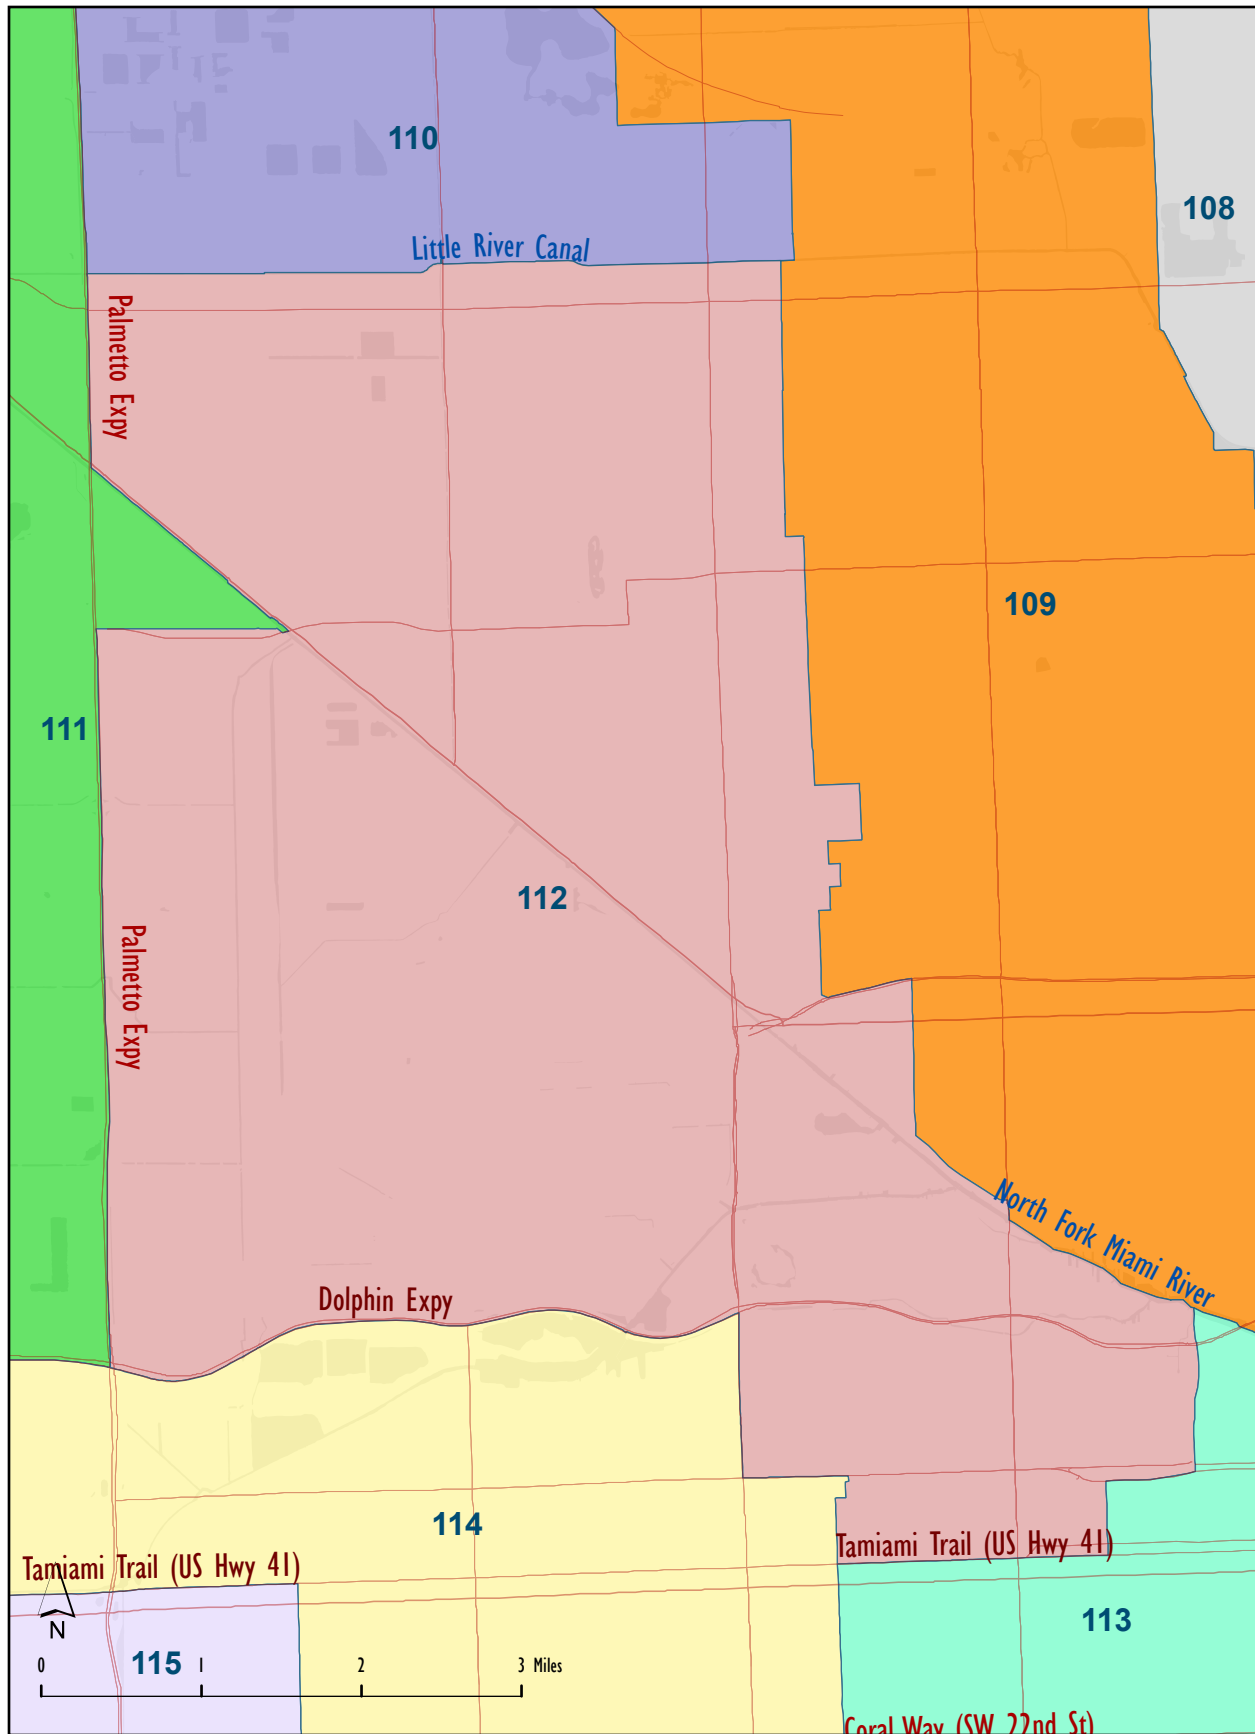 110
108
Little River Canal
Palmetto Expy
109
111
112
Palmetto Expy
North Fork Miami River
Dolphin Expy
114
Tamiami Trail (US Hwy 41)
Tamiami Trail (US Hwy 41)
113
N
115
0 1 2 3 Miles
Coral Way (SW 22nd St)